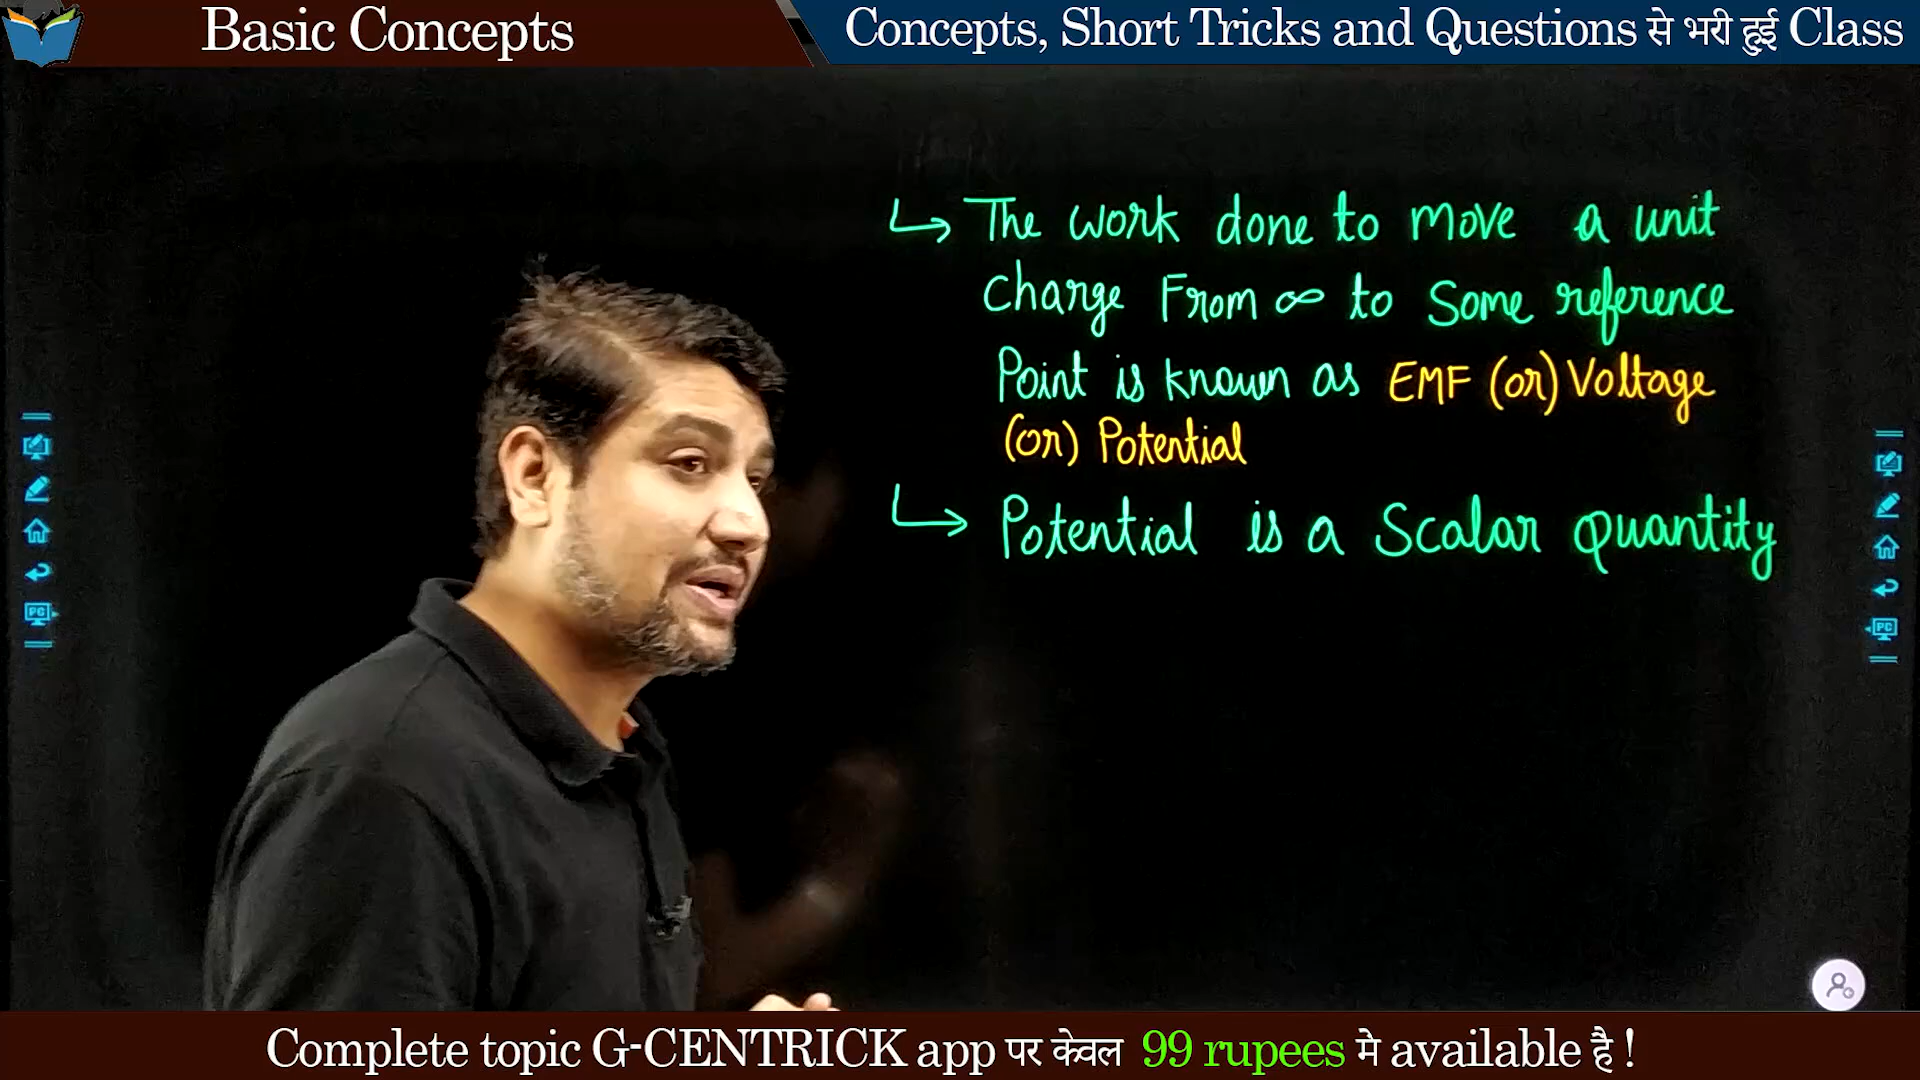 Basic Concepts
Concepts, Short Tricks and Questions से भरी हुई Class
The work done to move a unit
charge From ∞ to Some reference
Point is known as EMF (or) Voltage
(or) Potential
Potential is a Scalar quantity
PC
PC
Complete topic G-CENTRICK app पर केवल 99 rupees मे available है !